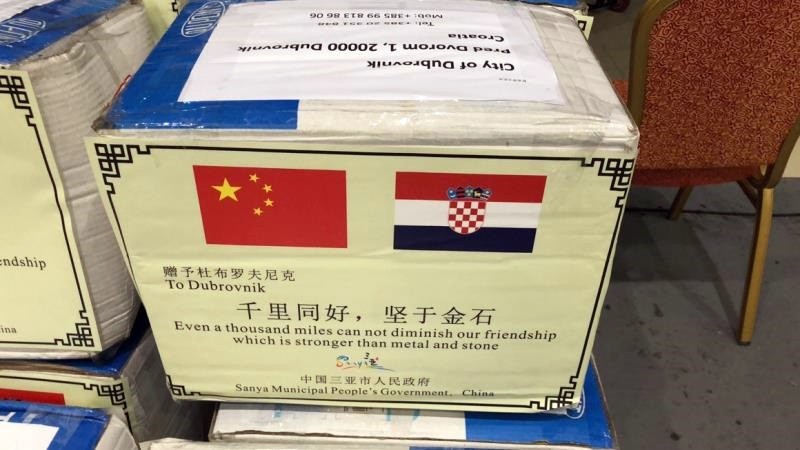 City of Dubrovnik
Pred Dvorom 1, 20000 Dubrovnik
Croatia
Mob: +385 99 813 86 06
赠予杜布罗夫尼克
To Dubrovnik
千里同好，坚于金石
Even a thousand miles can not diminish our friendship
which is stronger than metal and stone
Sanya
中国三亚市人民政府
Sanya Municipal People's Government, China
endship
ina